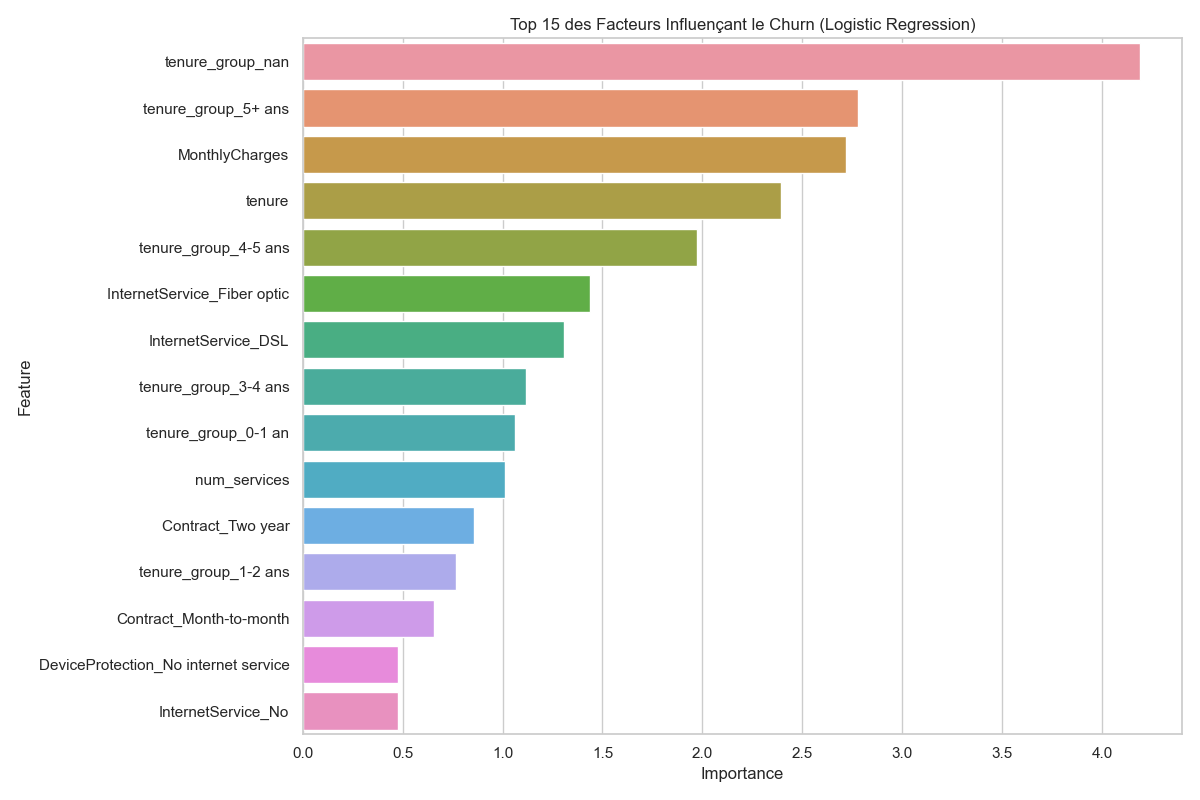 Top 15 des Facteurs Influençant le Churn (Logistic Regression)
tenure_group_nan
tenure_group_5+ ans
MonthlyCharges
tenure
tenure_group_4-5 ans
InternetService_Fiber optic
InternetService_DSL
tenure_group_3-4 ans
tenure_group_0-1 an
num_services
Contract_Two year
tenure_group_1-2 ans
Contract_Month-to-month
DeviceProtection_No internet service
InternetService_No
Feature
0.0 0.5 1.0 1.5 2.0 2.5 3.0 3.5 4.0
Importance